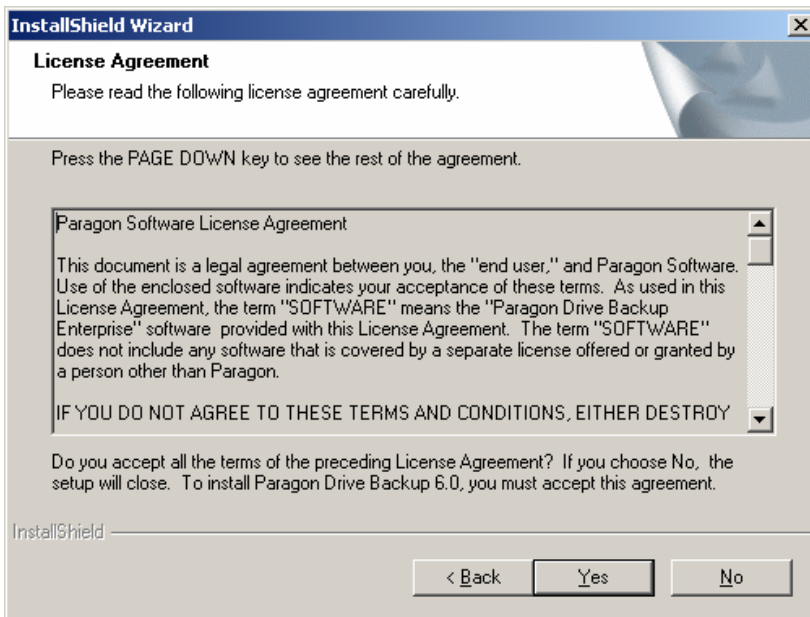 InstallShield Wizard
License Agreement
Please read the following license agreement carefully.
Press the PAGE DOWN key to see the rest of the agreement.
Paragon Software License Agreement
This document is a legal agreement between you, the "end user," and Paragon Software.
Use of the enclosed software indicates your acceptance of these terms.  As used in this
License Agreement, the term "SOFTWARE" means the "Paragon Drive Backup
Enterprise" software  provided with this License Agreement.  The term "SOFTWARE"
does not include any software that is covered by a separate license offered or granted by
a person other than Paragon.
IF YOU DO NOT AGREE TO THESE TERMS AND CONDITIONS, EITHER DESTROY
Do you accept all the terms of the preceding License Agreement?  If you choose No,  the
setup will close.  To install Paragon Drive Backup 6.0, you must accept this agreement.
InstallShield
< Back
Yes
No